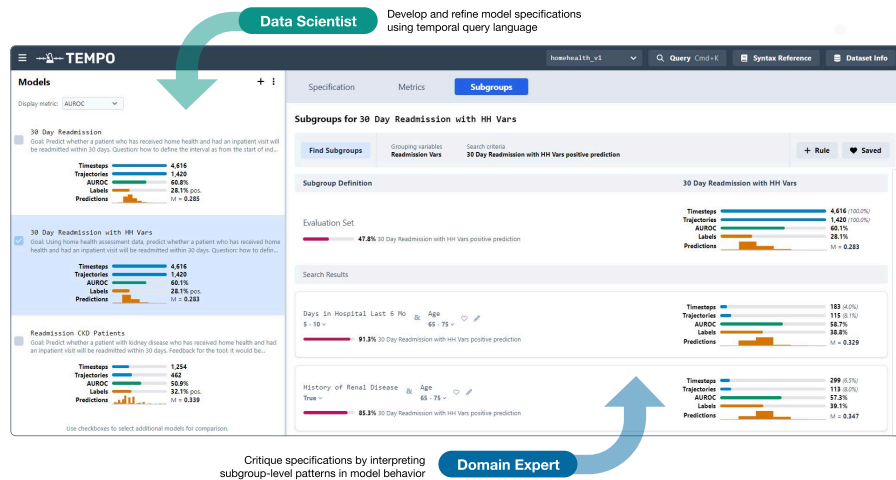 Data Scientist
Develop and refine model specifications
using temporal query language
TEMPO
homehealth_v1
Query Cmd+K
Syntax Reference
Dataset Info
Models
Display metric: AUROC
30 Day Readmission
Goal: Predict whether a patient who has received home health and had an inpatient visit will
be readmitted within 30 days. Question: how to define the interval as from the start of ind...
Timesteps 4,616
Trajectories 1,420
AUROC 60.8%
Labels 28.1% pos.
Predictions M = 0.285
30 Day Readmission with HH Vars
Goal: Using home health assessment data, predict whether a patient who has received home
health and had an inpatient visit will be readmitted within 30 days. Question: how to defin...
Timesteps 4,616
Trajectories 1,420
AUROC 60.1%
Labels 28.1% pos.
Predictions M = 0.283
Readmission CKD Patients
Goal: Predict whether a patient with kidney disease who has received home health and had
an inpatient visit will be readmitted within 30 days. Feedback for the tool: it would be...
Timesteps 1,254
Trajectories 462
AUROC 50.9%
Labels 32.1% pos.
Predictions M = 0.339
Use checkboxes to select additional models for comparison.
Specification
Metrics
Subgroups
Subgroups for 30 Day Readmission with HH Vars
Find Subgroups
Grouping variables
Readmission Vars
Search criteria
30 Day Readmission with HH Vars positive prediction
+ Rule
Saved
Subgroup Definition
30 Day Readmission with HH Vars
Evaluation Set
47.8% 30 Day Readmission with HH Vars positive prediction
Timesteps 4,616 (100.0%)
Trajectories 1,420 (100.0%)
AUROC 60.1%
Labels 28.1%
Predictions M = 0.283
Search Results
Days in Hospital Last 6 Mo & Age
5 - 10 65 - 75
91.3% 30 Day Readmission with HH Vars positive prediction
Timesteps 183 (4.0%)
Trajectories 115 (8.1%)
AUROC 58.7%
Labels 38.8%
Predictions M = 0.329
History of Renal Disease & Age
True 65 - 75
85.3% 30 Day Readmission with HH Vars positive prediction
Timesteps 299 (6.5%)
Trajectories 113 (8.0%)
AUROC 57.3%
Labels 39.1%
Predictions M = 0.347
Critique specifications by interpreting
subgroup-level patterns in model behavior
Domain Expert